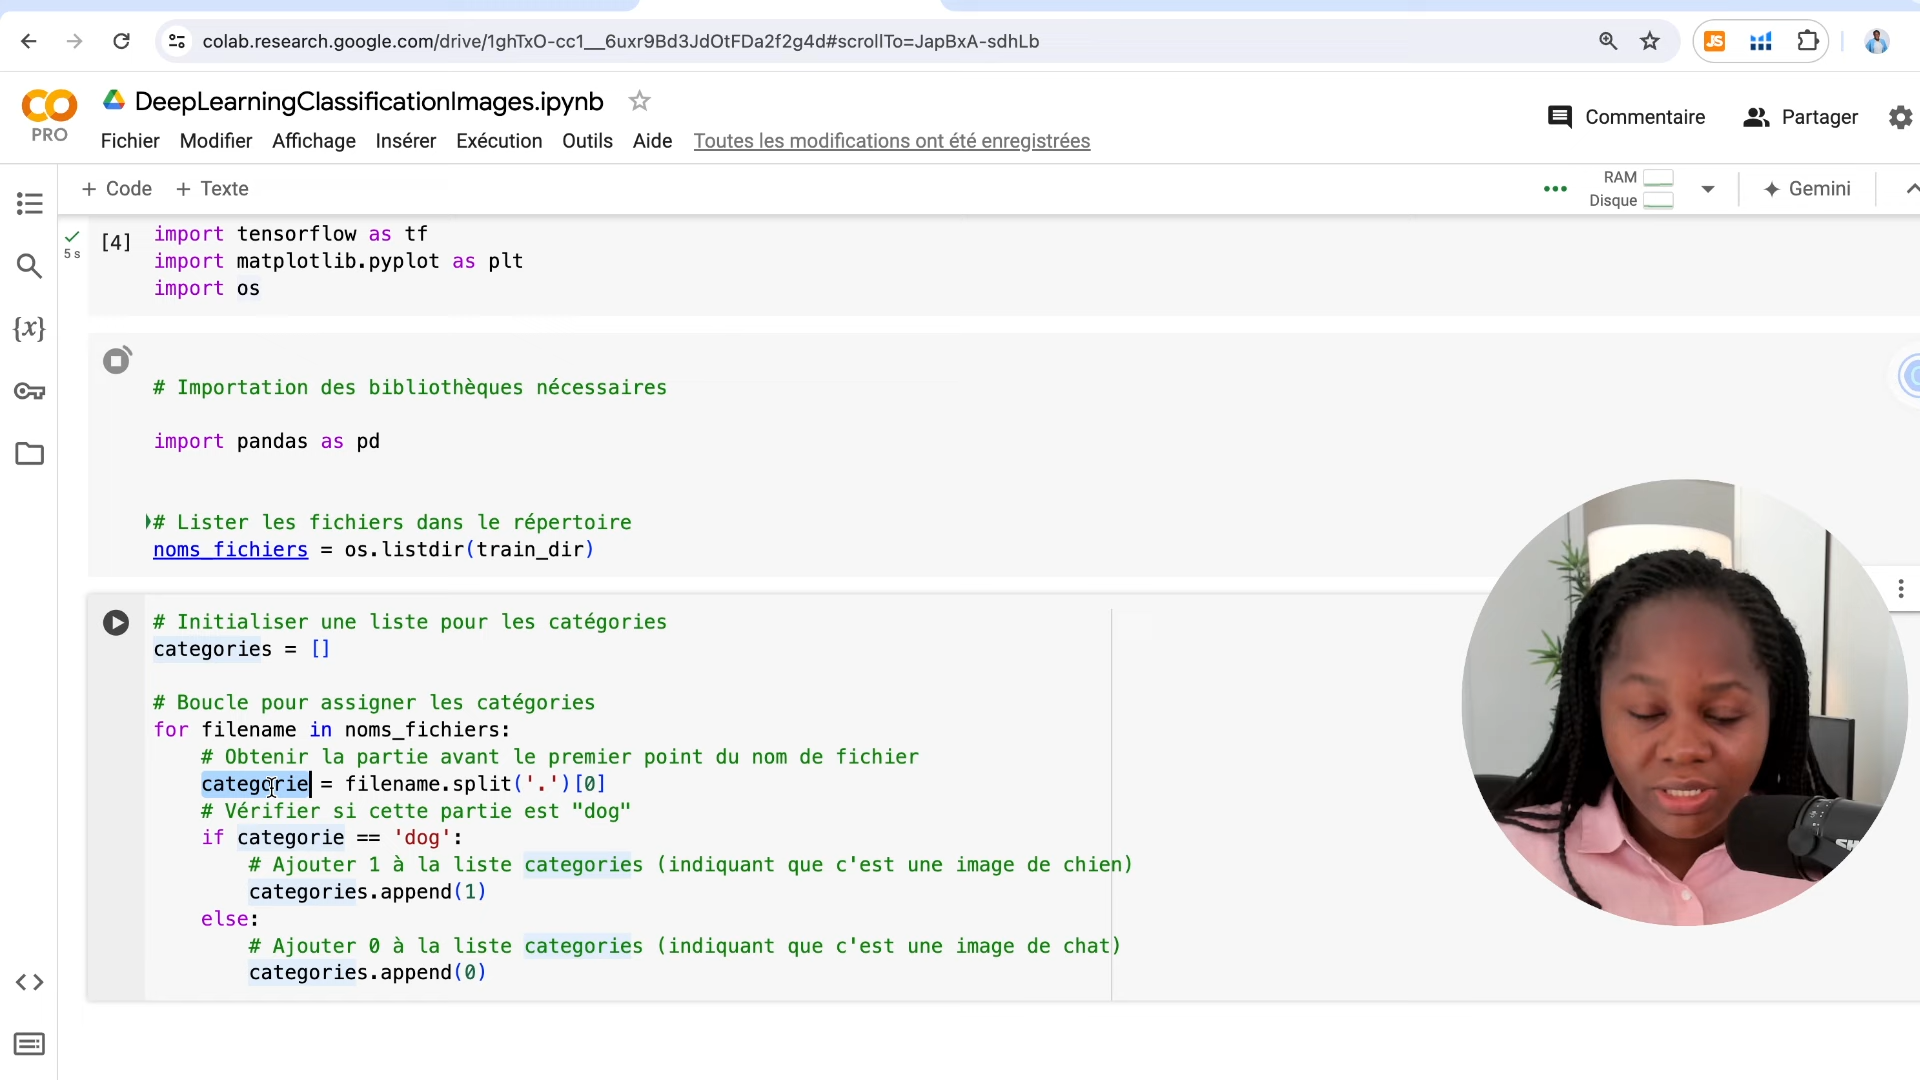 colab.research.google.com/drive/1ghTxO-cc1__6uxr9Bd3JdOtFDa2f2g4d#scrollTo=JapBxA-sdhLb
JS
PRO
DeepLearningClassificationImages.ipynb
Commentaire
Partager
Fichier Modifier Affichage Insérer Exécution Outils Aide Toutes les modifications ont été enregistrées
+ Code + Texte
RAM
Disque
Gemini
5 s
[4]
import tensorflow as tf
import matplotlib.pyplot as plt
import os
{x}
# Importation des bibliothèques nécessaires
import pandas as pd
# Lister les fichiers dans le répertoire
noms_fichiers = os.listdir(train_dir)
# Initialiser une liste pour les catégories
categories = []
# Boucle pour assigner les catégories
for filename in noms_fichiers:
# Obtenir la partie avant le premier point du nom de fichier
categorie = filename.split('.')[0]
# Vérifier si cette partie est "dog"
if categorie == 'dog':
# Ajouter 1 à la liste categories (indiquant que c'est une image de chien)
categories.append(1)
else:
# Ajouter 0 à la liste categories (indiquant que c'est une image de chat)
categories.append(0)